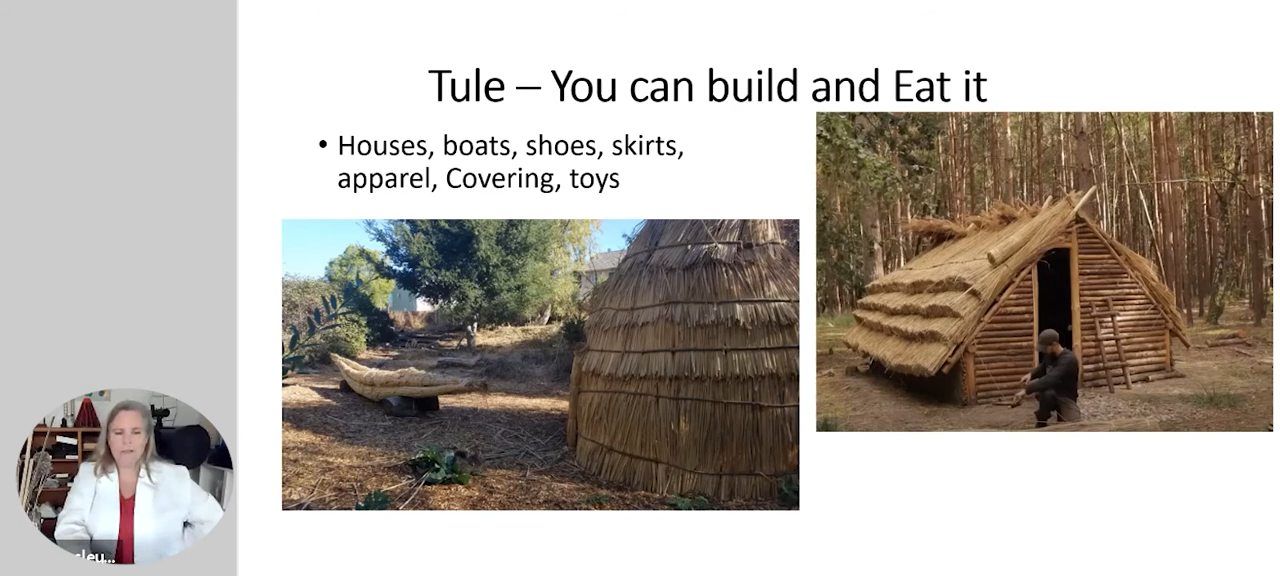 Tule – You can build and Eat it
• Houses, boats, shoes, skirts,
apparel, Covering, toys